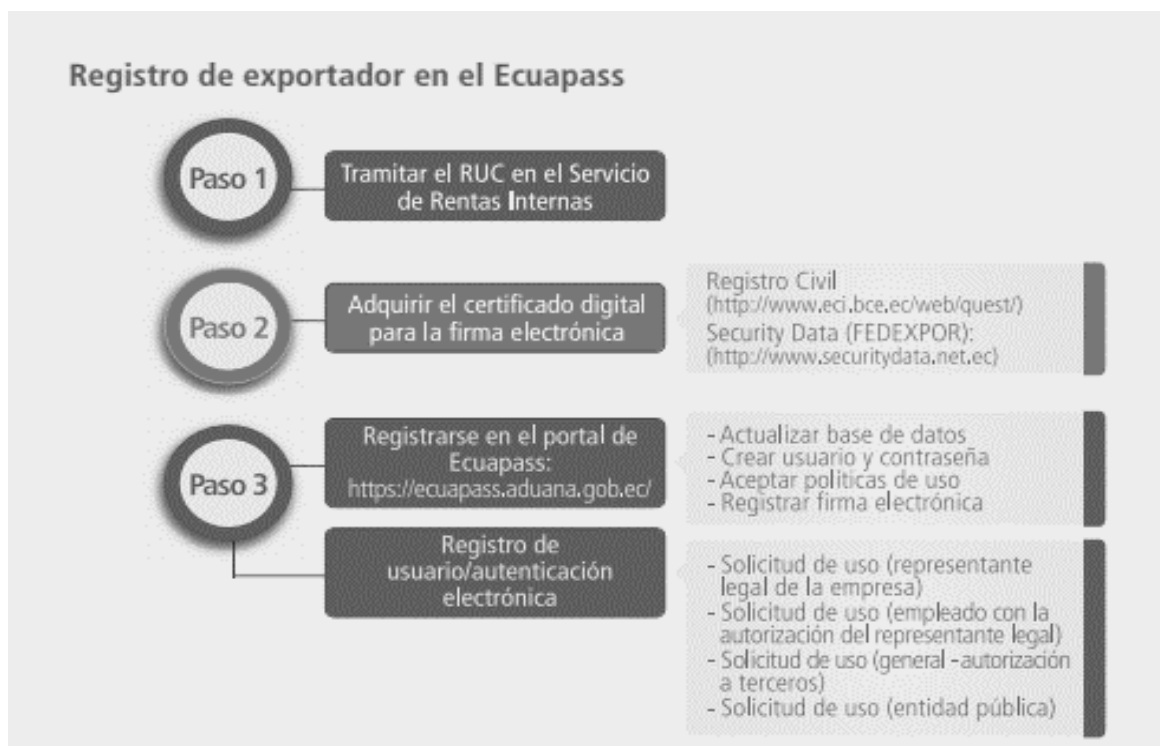 Registro de exportador en el Ecuapass
Paso 1
Tramitar el RUC en el Servicio
de Rentas Internas
Paso 2
Adquirir el certificado digital
para la firma electrónica
Registro Civil
(http://www.eci.bce.ec/web/quest/)
Security Data (FEDEXPOR):
(http://www.securitydata.net.ec)
Paso 3
Registrarse en el portal de
Ecuapass:
https://ecuapass.aduana.gob.ec/
- Actualizar base de datos
- Crear usuario y contraseña
- Aceptar políticas de uso
- Registrar firma electrónica
Registro de
usuario/autenticación
electrónica
- Solicitud de uso (representante
legal de la empresa)
- Solicitud de uso (empleado con la
autorización del representante legal)
- Solicitud de uso (general -autorización
a terceros)
- Solicitud de uso (entidad pública)